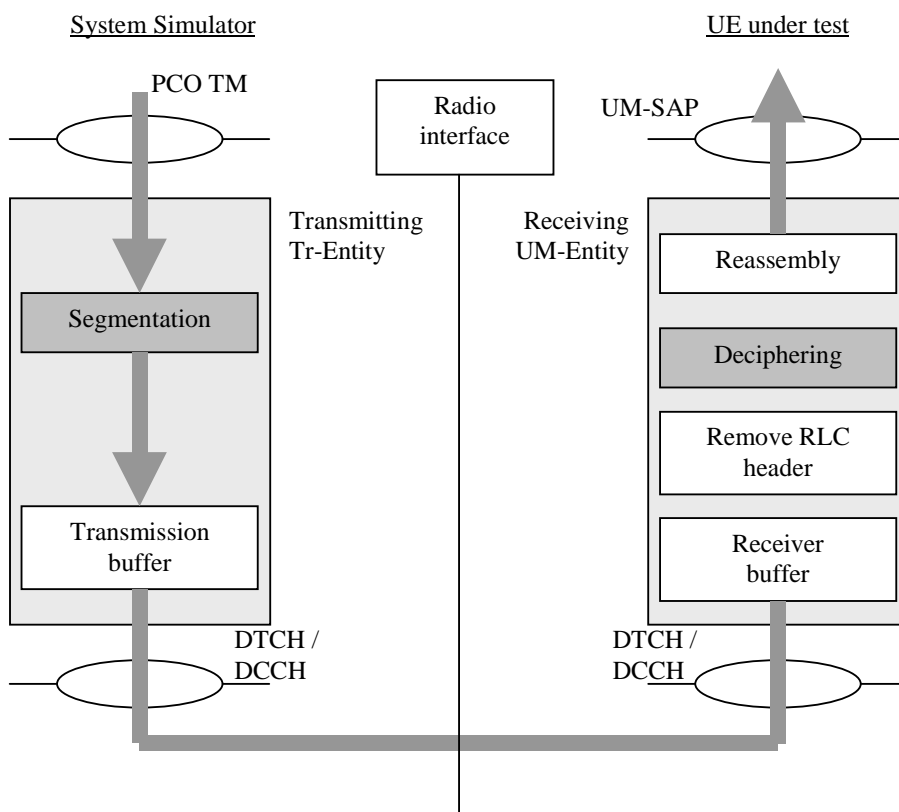 System Simulator
UE under test
PCO TM
Radio
interface
UM-SAP
Transmitting
Tr-Entity
Receiving
UM-Entity
Segmentation
Transmission
buffer
Reassembly
Deciphering
Remove RLC
header
Receiver
buffer
DTCH /
DCCH
DTCH /
DCCH